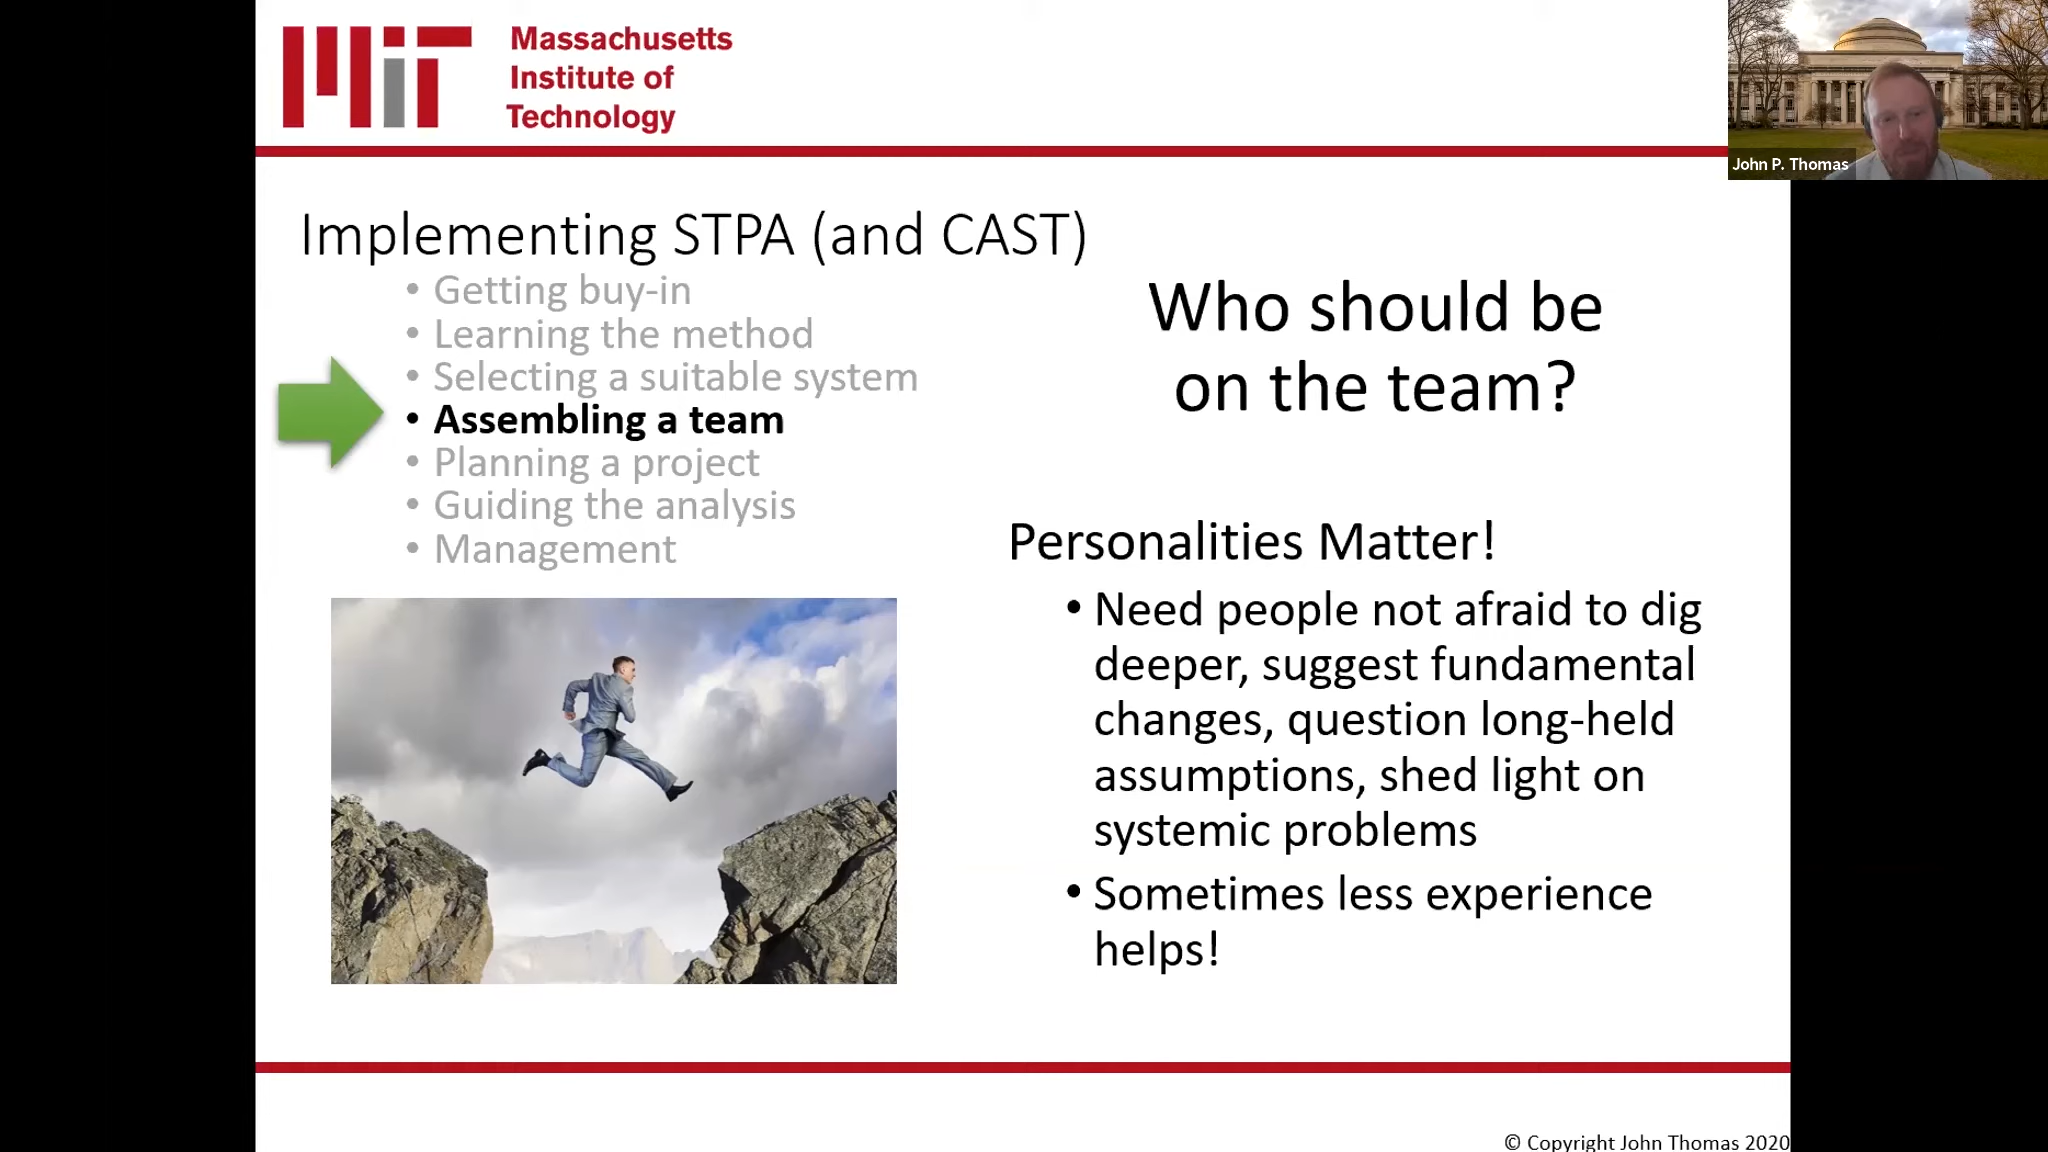 MiT
Massachusetts
Institute of
Technology
John P. Thomas
Implementing STPA (and CAST)
• Getting buy-in
• Learning the method
• Selecting a suitable system
• Assembling a team
• Planning a project
• Guiding the analysis
• Management
Who should be
on the team?
Personalities Matter!
• Need people not afraid to dig
deeper, suggest fundamental
changes, question long-held
assumptions, shed light on
systemic problems
• Sometimes less experience
helps!
© Copyright John Thomas 2020